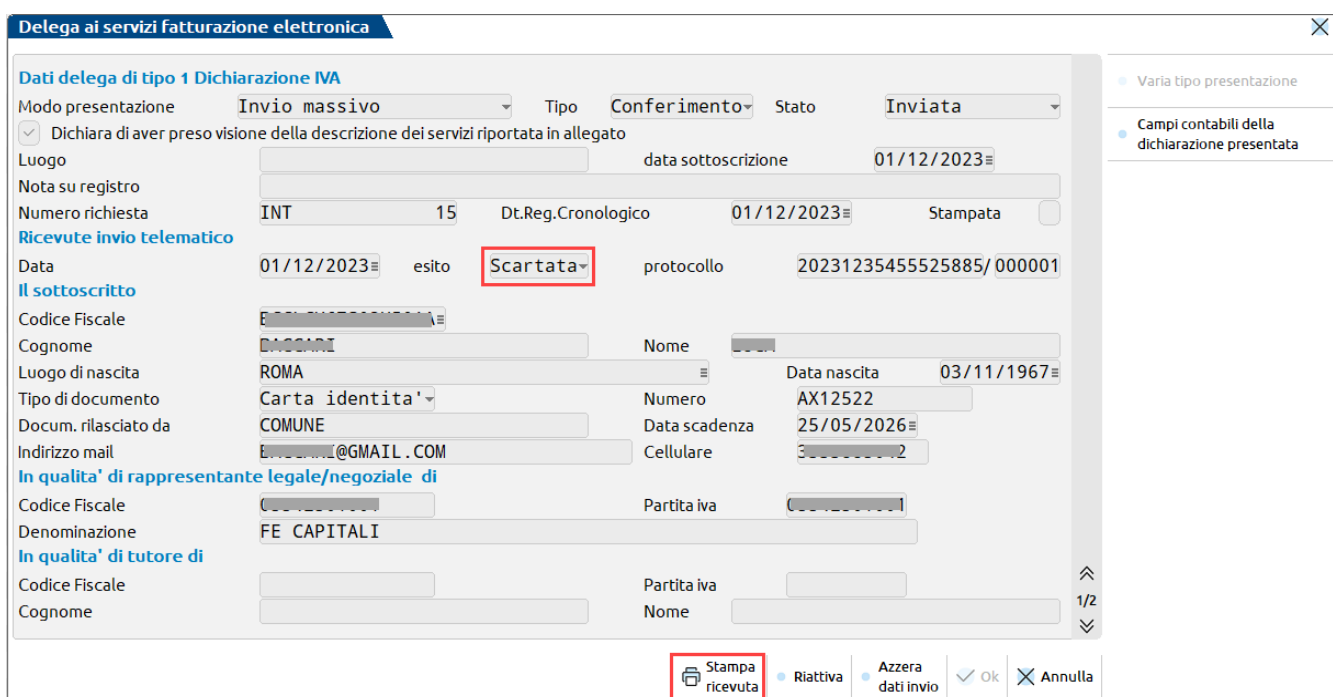 Delega ai servizi fatturazione elettronica
Dati delega di tipo 1 Dichiarazione IVA
Varia tipo presentazione
Modo presentazione Invio massivo Tipo Conferimento Stato Inviata
Campi contabili della
dichiarazione presentata
Dichiara di aver preso visione della descrizione dei servizi riportata in allegato
Luogo data sottoscrizione 01/12/2023
Nota su registro
Numero richiesta INT 15 Dt.Reg.Cronologico 01/12/2023 Stampata
Ricevute invio telematico
Data 01/12/2023 esito Scartata protocollo 20231235455525885/000001
Il sottoscritto
Codice Fiscale
Cognome Nome
Luogo di nascita ROMA Data nascita 03/11/1967
Tipo di documento Carta identita' Numero AX12522
Docum. rilasciato da COMUNE Data scadenza 25/05/2026
Indirizzo mail @GMAIL.COM Cellulare
In qualita' di rappresentante legale/negoziale di
Codice Fiscale Partita iva
Denominazione FE CAPITALI
In qualita' di tutore di
Codice Fiscale Partita iva
Cognome Nome
1/2
Stampa
ricevuta
Riattiva
Azzera
dati invio
Ok
Annulla